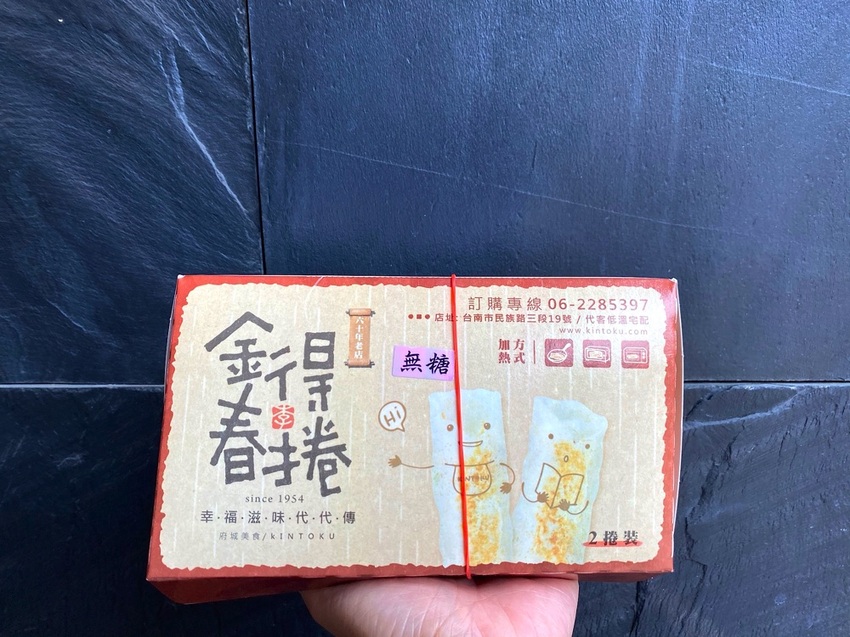 訂購專線 06-2285397
●●● 店址: 台南市民族路三段19號 / 代客低溫宅配
www.kintoku.com
加熱方式
六十年老店
無糖
金得春捲
李
Hi
KINTOKU
since 1954
幸·福·滋·味·代·代·傳
府城美食/KINTOKU
2捲裝